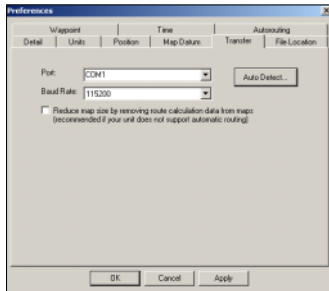 Preferences
Waypoint Time Autorouting
Detail Units Position Map Datum Transfer File Location
Port: COM1 Auto Detect...
Baud Rate: 115200
Reduce map size by removing route calculation data from maps
(recommended if your unit does not support automatic routing)
OK Cancel Apply